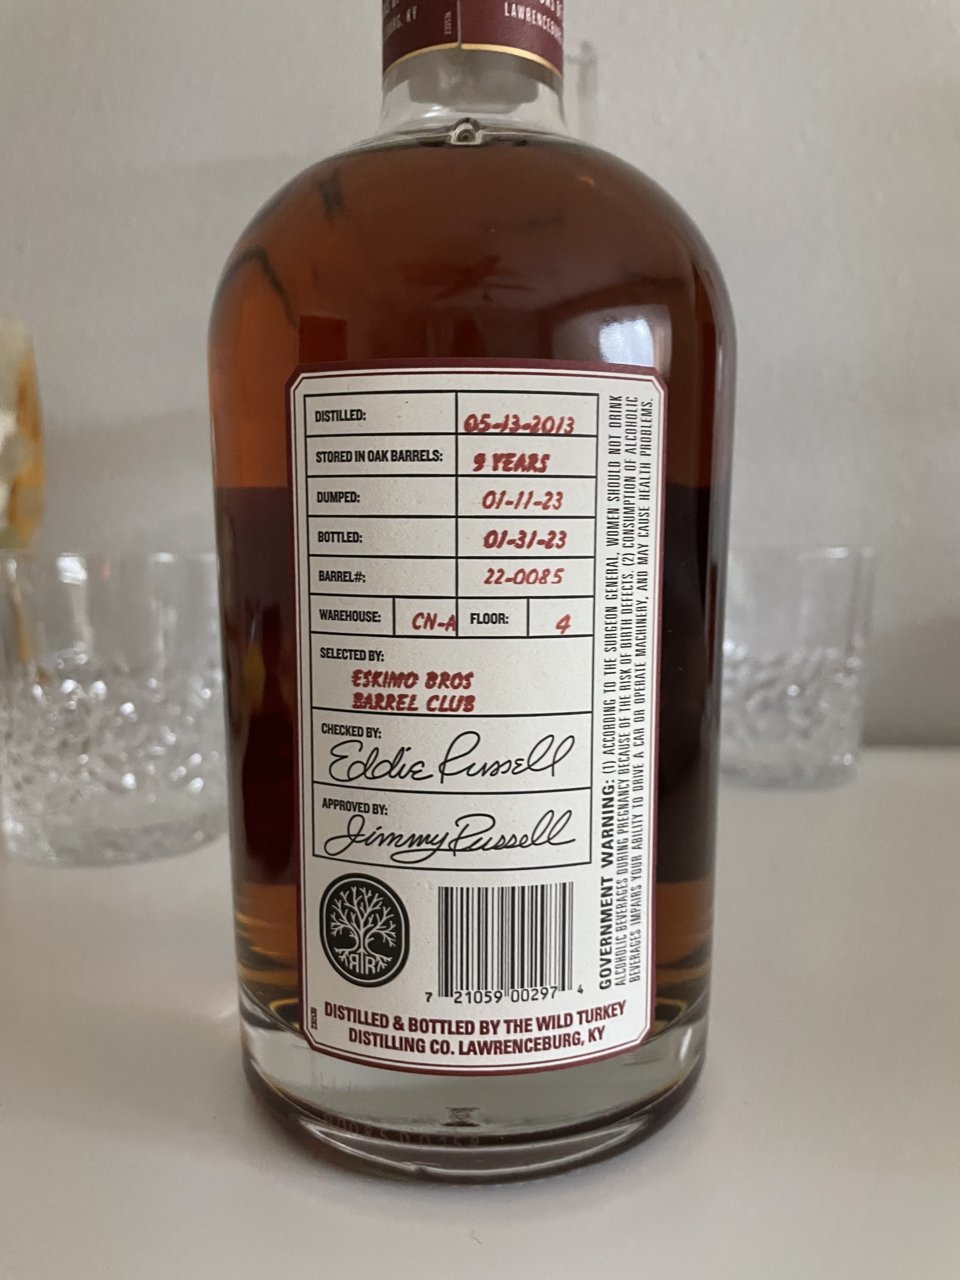 KY
LAWRENCEBURG
DISTILLED: 05-13-2013
STORED IN OAK BARRELS: 9 YEARS
DUMPED: 01-11-23
BOTTLED: 01-31-23
BARREL#: 22-0085
WAREHOUSE: CN-A FLOOR: 4
SELECTED BY:
ESKIMO BROS
BARREL CLUB
CHECKED BY:
Eddie Russell
APPROVED BY:
Jimmy Russell
RR
7 21059 00297 4
DISTILLED & BOTTLED BY THE WILD TURKEY
DISTILLING CO. LAWRENCEBURG, KY
GOVERNMENT WARNING: (1) ACCORDING TO THE SURGEON GENERAL, WOMEN SHOULD NOT DRINK
ALCOHOLIC BEVERAGES DURING PREGNANCY BECAUSE OF THE RISK OF BIRTH DEFECTS. (2) CONSUMPTION OF ALCOHOLIC
BEVERAGES IMPAIRS YOUR ABILITY TO DRIVE A CAR OR OPERATE MACHINERY, AND MAY CAUSE HEALTH PROBLEMS.